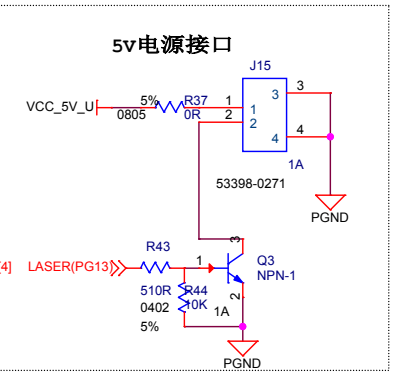 5v电源接口
J15
VCC_5V_U
5%
R37
0805
0R
1
2
1
2
3
4
3
4
1A
53398-0271
PGND
[4]
LASER(PG13)
R43
1
3
Q3
NPN-1
510R
R44
2
0402
10K
1A
5%
PGND